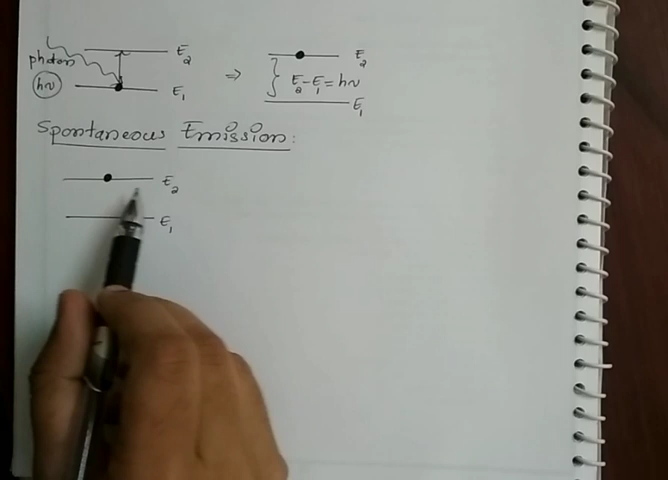 E₂ E₂
photon ⇒ E₂-E₁=hν
hν E₁ E₁
Spontaneous Emission:
E₂
E₁